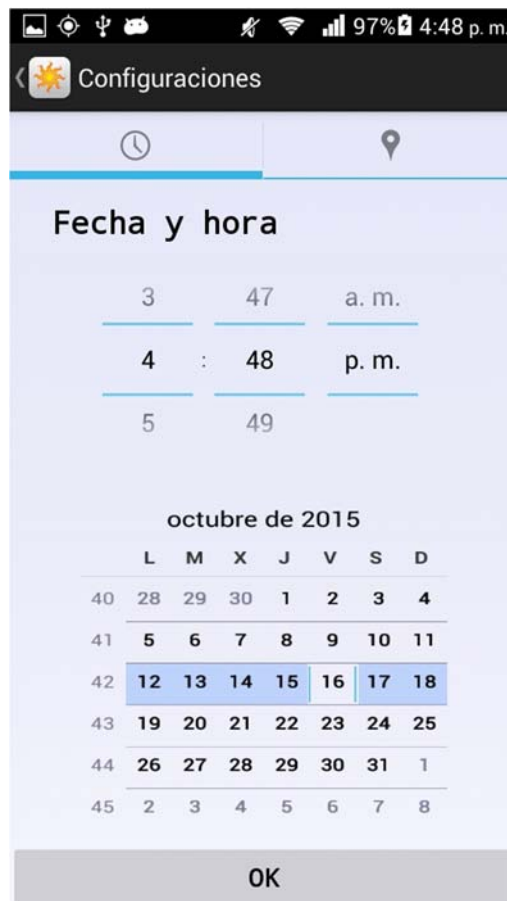 97% 4:48 p. m.
Configuraciones
Fecha y hora
3 47 a. m.
4 : 48 p. m.
5 49
octubre de 2015
L M X J V S D
40 28 29 30 1 2 3 4
41 5 6 7 8 9 10 11
42 12 13 14 15 16 17 18
43 19 20 21 22 23 24 25
44 26 27 28 29 30 31 1
45 2 3 4 5 6 7 8
OK